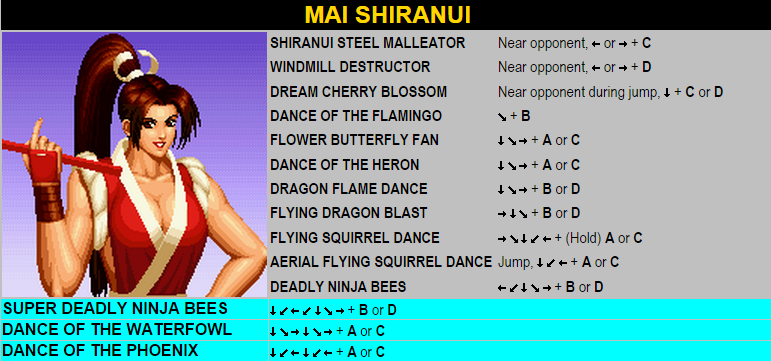 MAI SHIRANUI
SHIRANUI STEEL MALLEATOR Near opponent, ← or → + C
WINDMILL DESTRUCTOR Near opponent, ← or → + D
DREAM CHERRY BLOSSOM Near opponent during jump, ↓ + C or D
DANCE OF THE FLAMINGO ↘ + B
FLOWER BUTTERFLY FAN ↓ ↘ → + A or C
DANCE OF THE HERON ↓ ↘ → + A or C
DRAGON FLAME DANCE ↓ ↘ → + B or D
FLYING DRAGON BLAST → ↓ ↘ + B or D
FLYING SQUIRREL DANCE → ↘ ↓ ↙ ← + (Hold) A or C
AERIAL FLYING SQUIRREL DANCE Jump, ↓ ↙ ← + A or C
DEADLY NINJA BEES ← ↙ ↓ ↘ → + B or D
SUPER DEADLY NINJA BEES ↓ ↙ ← ↙ ↓ ↘ → + B or D
DANCE OF THE WATERFOWL ↓ ↘ → ↓ ↘ → + A or C
DANCE OF THE PHOENIX ↓ ↙ ← ↓ ↙ ← + A or C